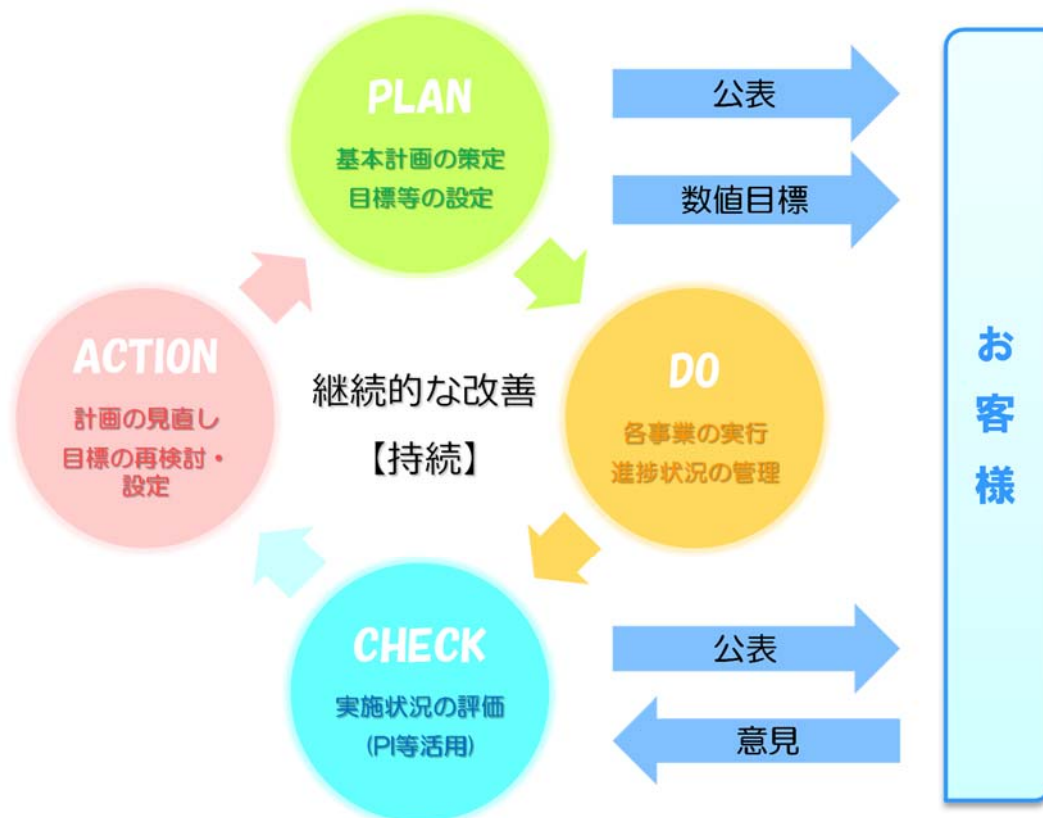 PLAN
基本計画の策定
目標等の設定
公表
数値目標
ACTION
計画の見直し
目標の再検討・
設定
継続的な改善
【持続】
DO
各事業の実行
進捗状況の管理
お客様
CHECK
実施状況の評価
(PI等活用)
公表
意見